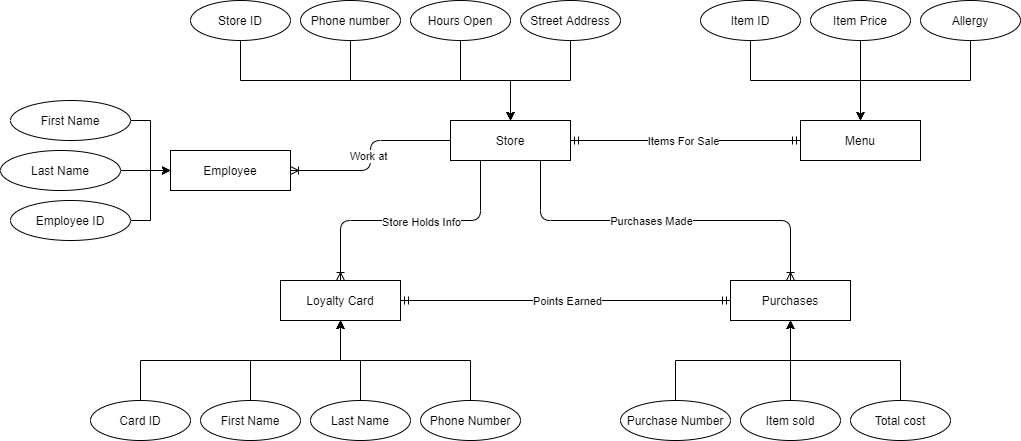 Store ID
Phone number
Hours Open
Street Address
Item ID
Item Price
Allergy
First Name
Last Name
Employee ID
Employee
Work at
Store
Items For Sale
Menu
Store Holds Info
Purchases Made
Loyalty Card
Points Earned
Purchases
Card ID
First Name
Last Name
Phone Number
Purchase Number
Item sold
Total cost